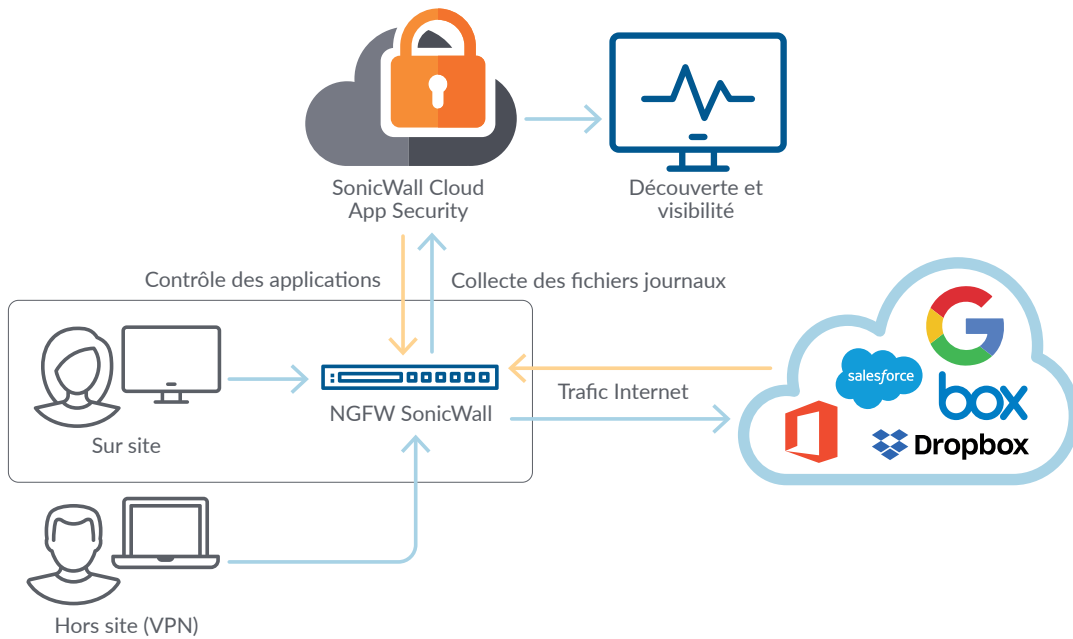 SonicWall Cloud
App Security
Découverte et
visibilité
Contrôle des applications
Collecte des fichiers journaux
salesforce
box
Dropbox
Trafic Internet
NGFW SonicWall
Sur site
Hors site (VPN)